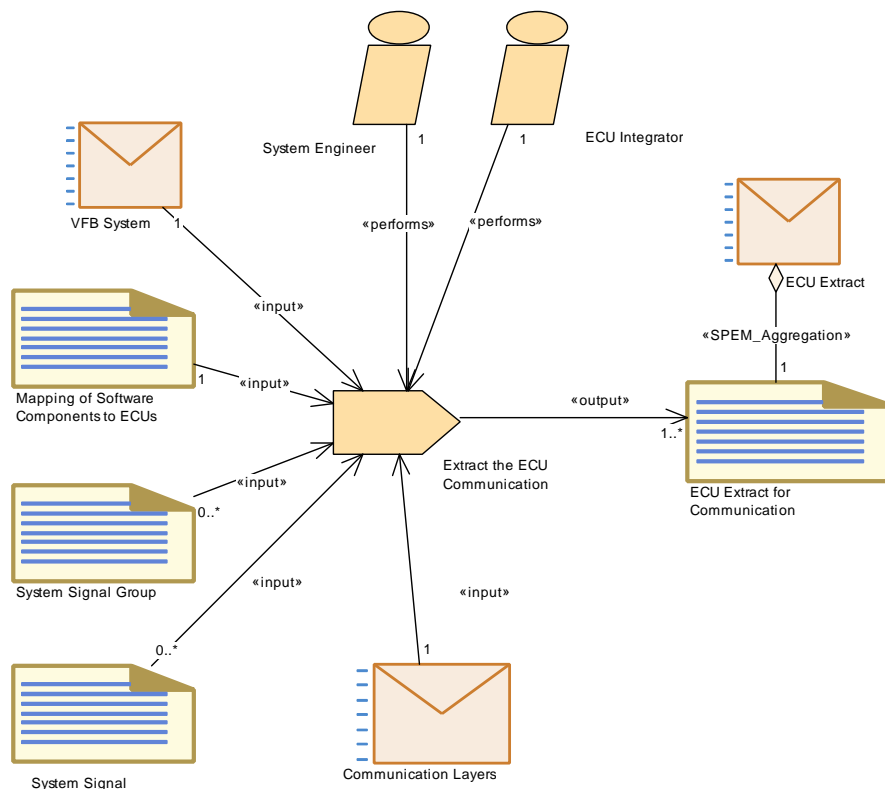 System Engineer
1
1
ECU Integrator
VFB System
1
«performs»
«performs»
ECU Extract
«input»
«SPEM_Aggregation»
1
Mapping of Software
Components to ECUs
1
«input»
«output»
1..*
Extract the ECU
Communication
ECU Extract for
Communication
«input»
0..*
System Signal Group
«input»
«input»
0..*
1
System Signal
Communication Layers